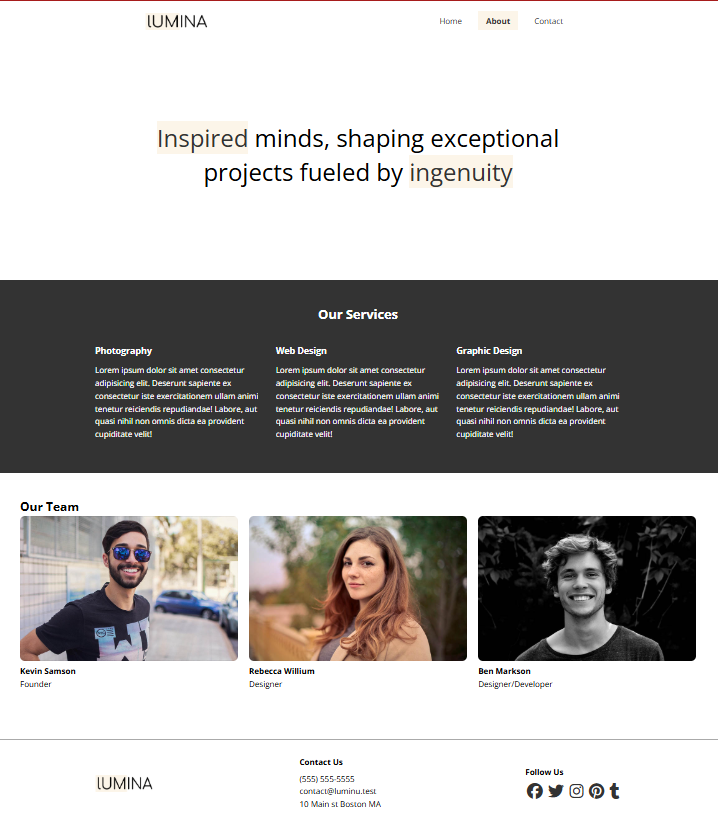 lUMINA
Home About Contact
Inspired minds, shaping exceptional
projects fueled by ingenuity
Our Services
Photography
Lorem ipsum dolor sit amet consectetur
adipisicing elit. Deserunt sapiente ex
consectetur iste exercitationem ullam animi
tenetur reiciendis repudiandae! Labore, aut
quasi nihil non omnis dicta ea provident
cupiditate velit!
Web Design
Lorem ipsum dolor sit amet consectetur
adipisicing elit. Deserunt sapiente ex
consectetur iste exercitationem ullam animi
tenetur reiciendis repudiandae! Labore, aut
quasi nihil non omnis dicta ea provident
cupiditate velit!
Graphic Design
Lorem ipsum dolor sit amet consectetur
adipisicing elit. Deserunt sapiente ex
consectetur iste exercitationem ullam animi
tenetur reiciendis repudiandae! Labore, aut
quasi nihil non omnis dicta ea provident
cupiditate velit!
Our Team
Kevin Samson
Founder
Rebecca Willium
Designer
Ben Markson
Designer/Developer
lUMINA
Contact Us
(555) 555-5555
contact@luminu.test
10 Main st Boston MA
Follow Us